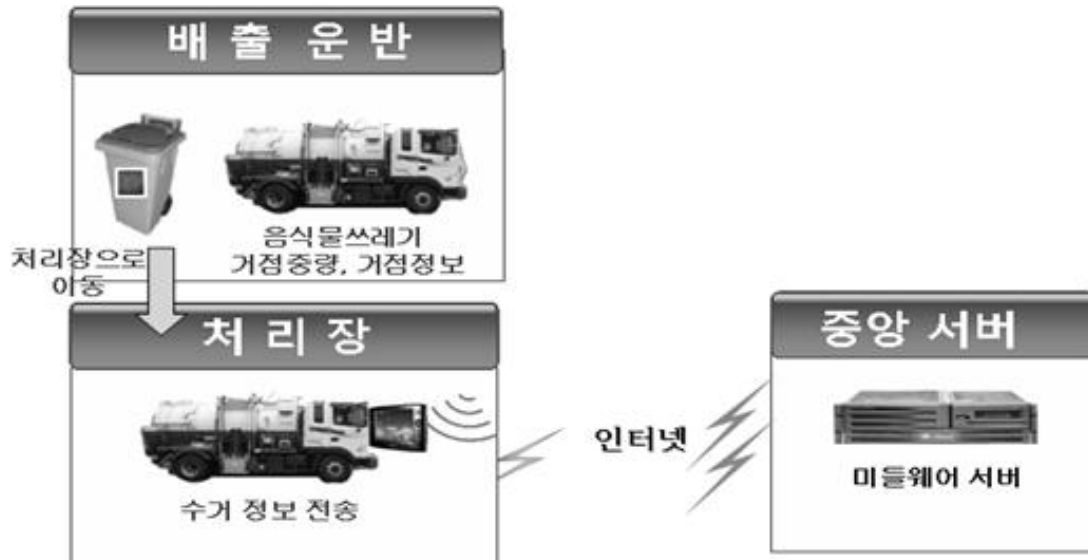 배출 운반
음식물쓰레기
거점중량, 거점정보
처리장으로
이동
처리장
수거 정보 전송
인터넷
중앙 서버
미들웨어 서버